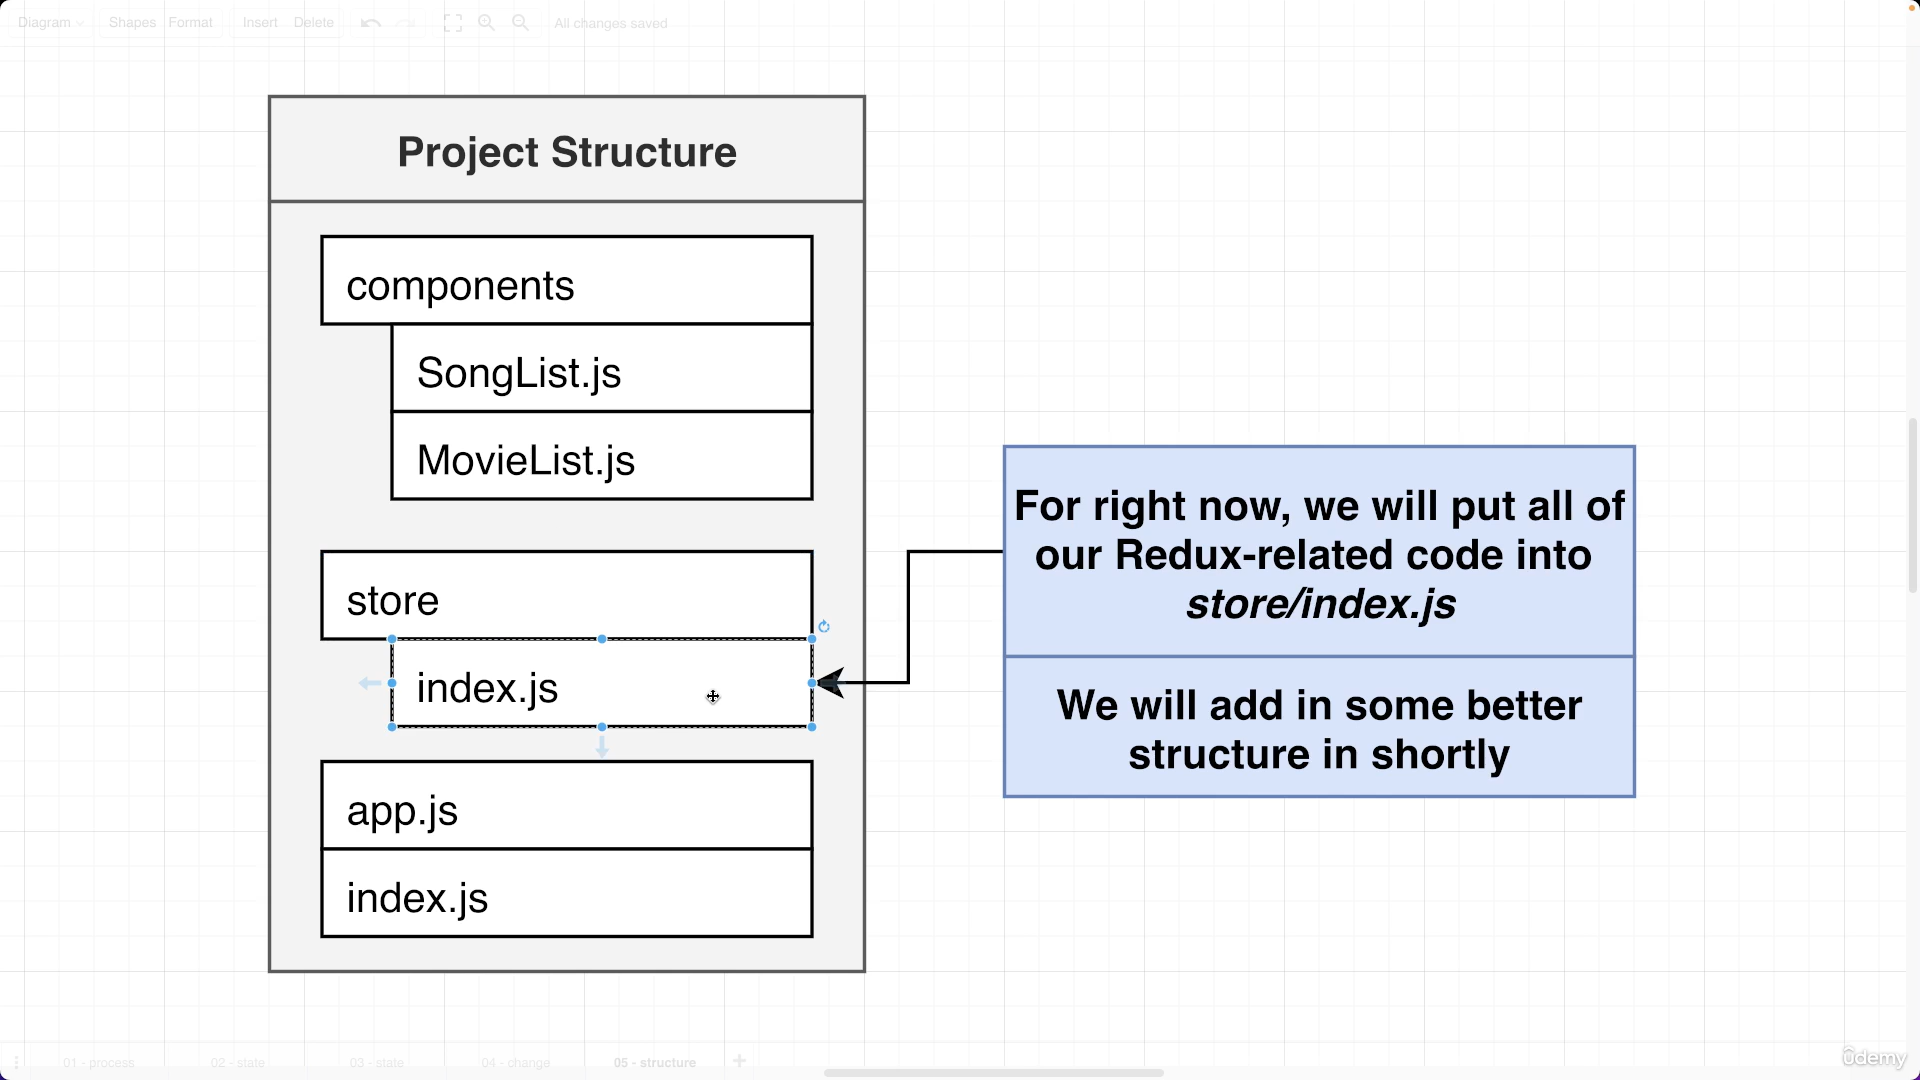 Diagram Shapes Format Insert Delete All changes saved
Project Structure
components
SongList.js
MovieList.js
store
index.js
app.js
index.js
For right now, we will put all of
our Redux-related code into
store/index.js
We will add in some better
structure in shortly
01 - process 02 - state 03 - state 04 - change 05 - structure
ûdemy